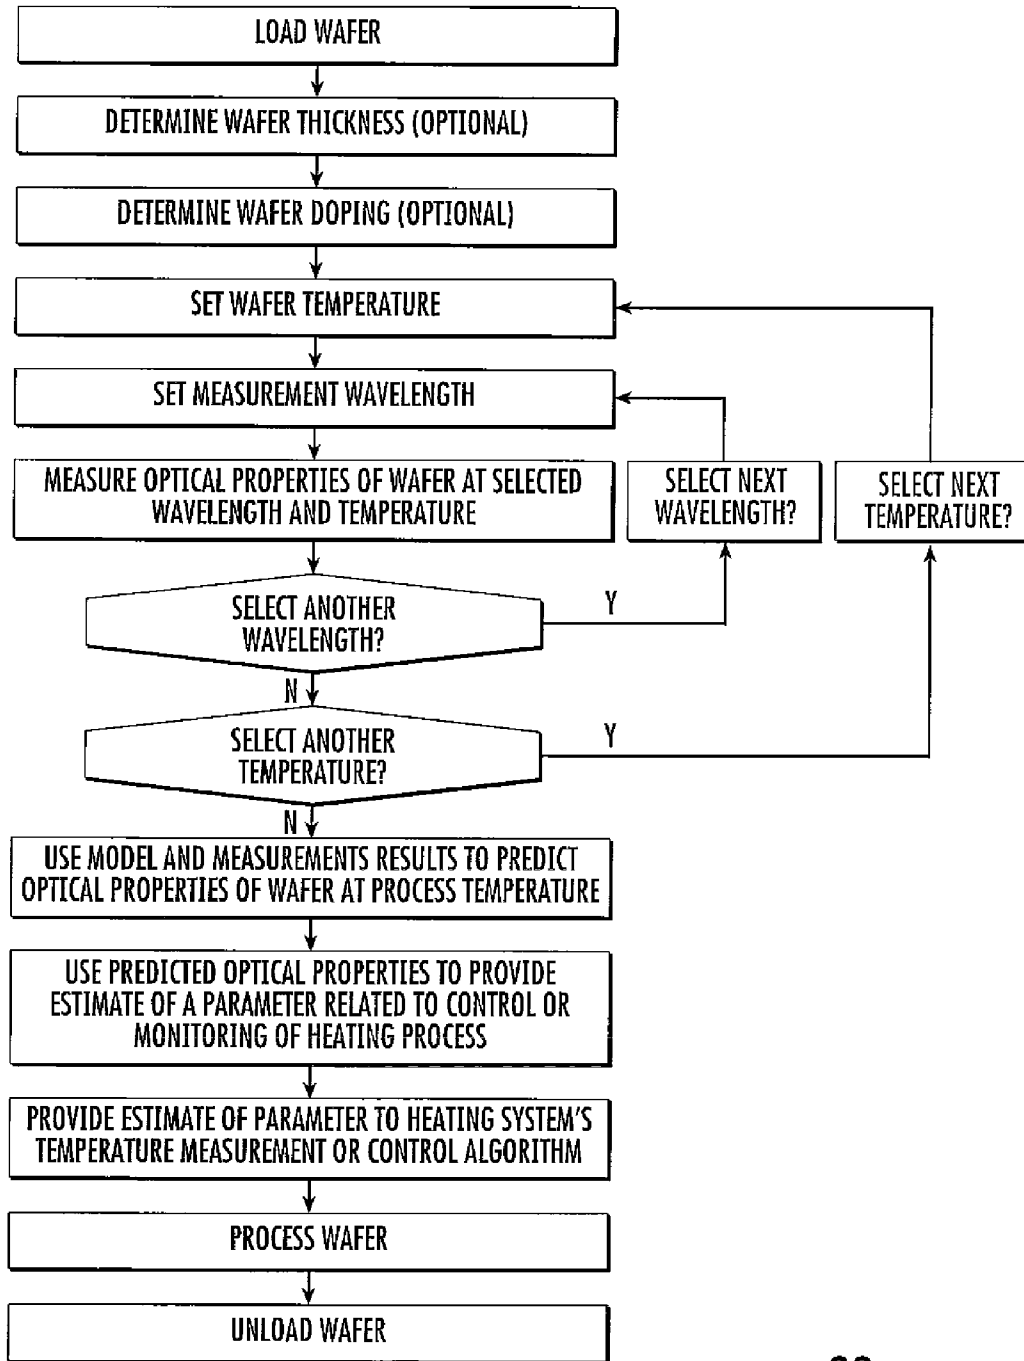 LOAD WAFER
DETERMINE WAFER THICKNESS (OPTIONAL)
DETERMINE WAFER DOPING (OPTIONAL)
SET WAFER TEMPERATURE
SET MEASUREMENT WAVELENGTH
MEASURE OPTICAL PROPERTIES OF WAFER AT SELECTED
WAVELENGTH AND TEMPERATURE
SELECT NEXT
WAVELENGTH?
SELECT NEXT
TEMPERATURE?
SELECT ANOTHER
WAVELENGTH?
Y
N
SELECT ANOTHER
TEMPERATURE?
Y
N
USE MODEL AND MEASUREMENTS RESULTS TO PREDICT
OPTICAL PROPERTIES OF WAFER AT PROCESS TEMPERATURE
USE PREDICTED OPTICAL PROPERTIES TO PROVIDE
ESTIMATE OF A PARAMETER RELATED TO CONTROL OR
MONITORING OF HEATING PROCESS
PROVIDE ESTIMATE OF PARAMETER TO HEATING SYSTEM'S
TEMPERATURE MEASUREMENT OR CONTROL ALGORITHM
PROCESS WAFER
UNLOAD WAFER